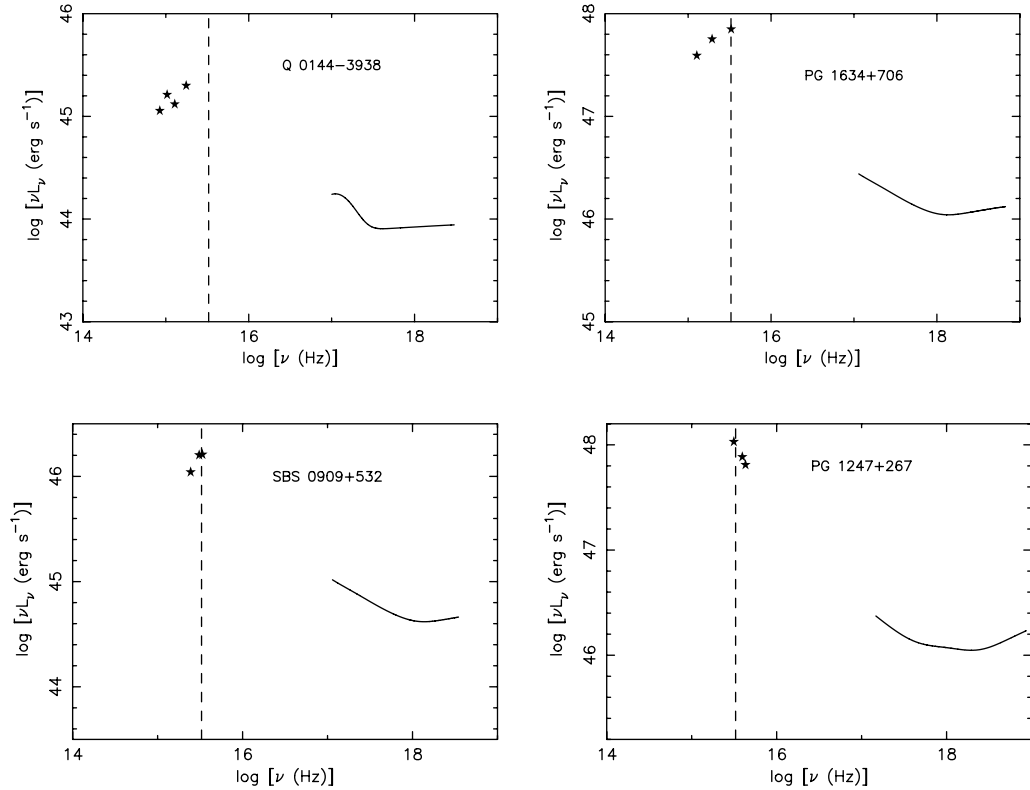 46
45
44
43
log [νL_ν (erg s⁻¹)]
Q 0144−3938
14
16
18
log [ν (Hz)]
48
47
46
45
log [νL_ν (erg s⁻¹)]
PG 1634+706
14
16
18
log [ν (Hz)]
46
45
44
log [νL_ν (erg s⁻¹)]
SBS 0909+532
14
16
18
log [ν (Hz)]
48
47
46
log [νL_ν (erg s⁻¹)]
PG 1247+267
14
16
18
log [ν (Hz)]